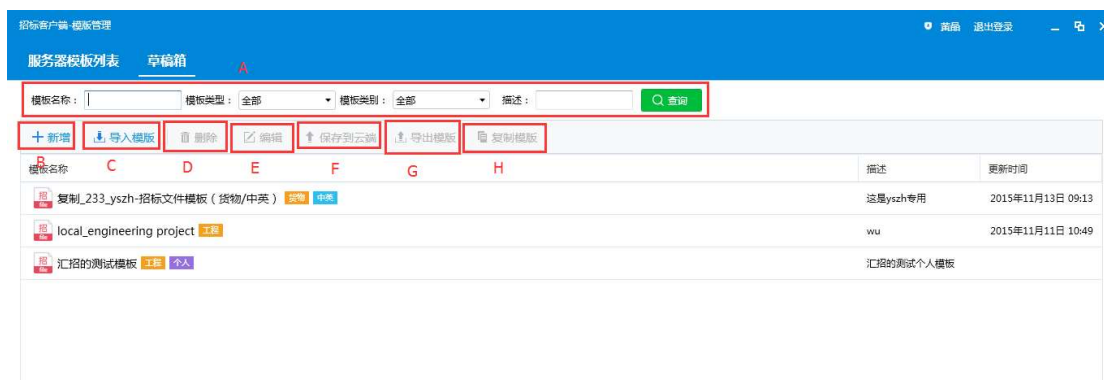 招标客户端-模版管理 黄晶 退出登录
服务器模板列表 草稿箱 A
模板名称： 模板类型： 全部 模板类别： 全部 描述： 查询
新增 导入模版 删除 编辑 保存到云端 导出模版 复制模版
B C D E F G H
模板名称 描述 更新时间
招 file 复制_233_yszh-招标文件模板（货物/中英） 货物 中英 这是yszh专用 2015年11月13日 09:13
招 file local_engineering project 工程 wu 2015年11月11日 10:49
招 file 汇招的测试模板 工程 个人 汇招的测试个人模板